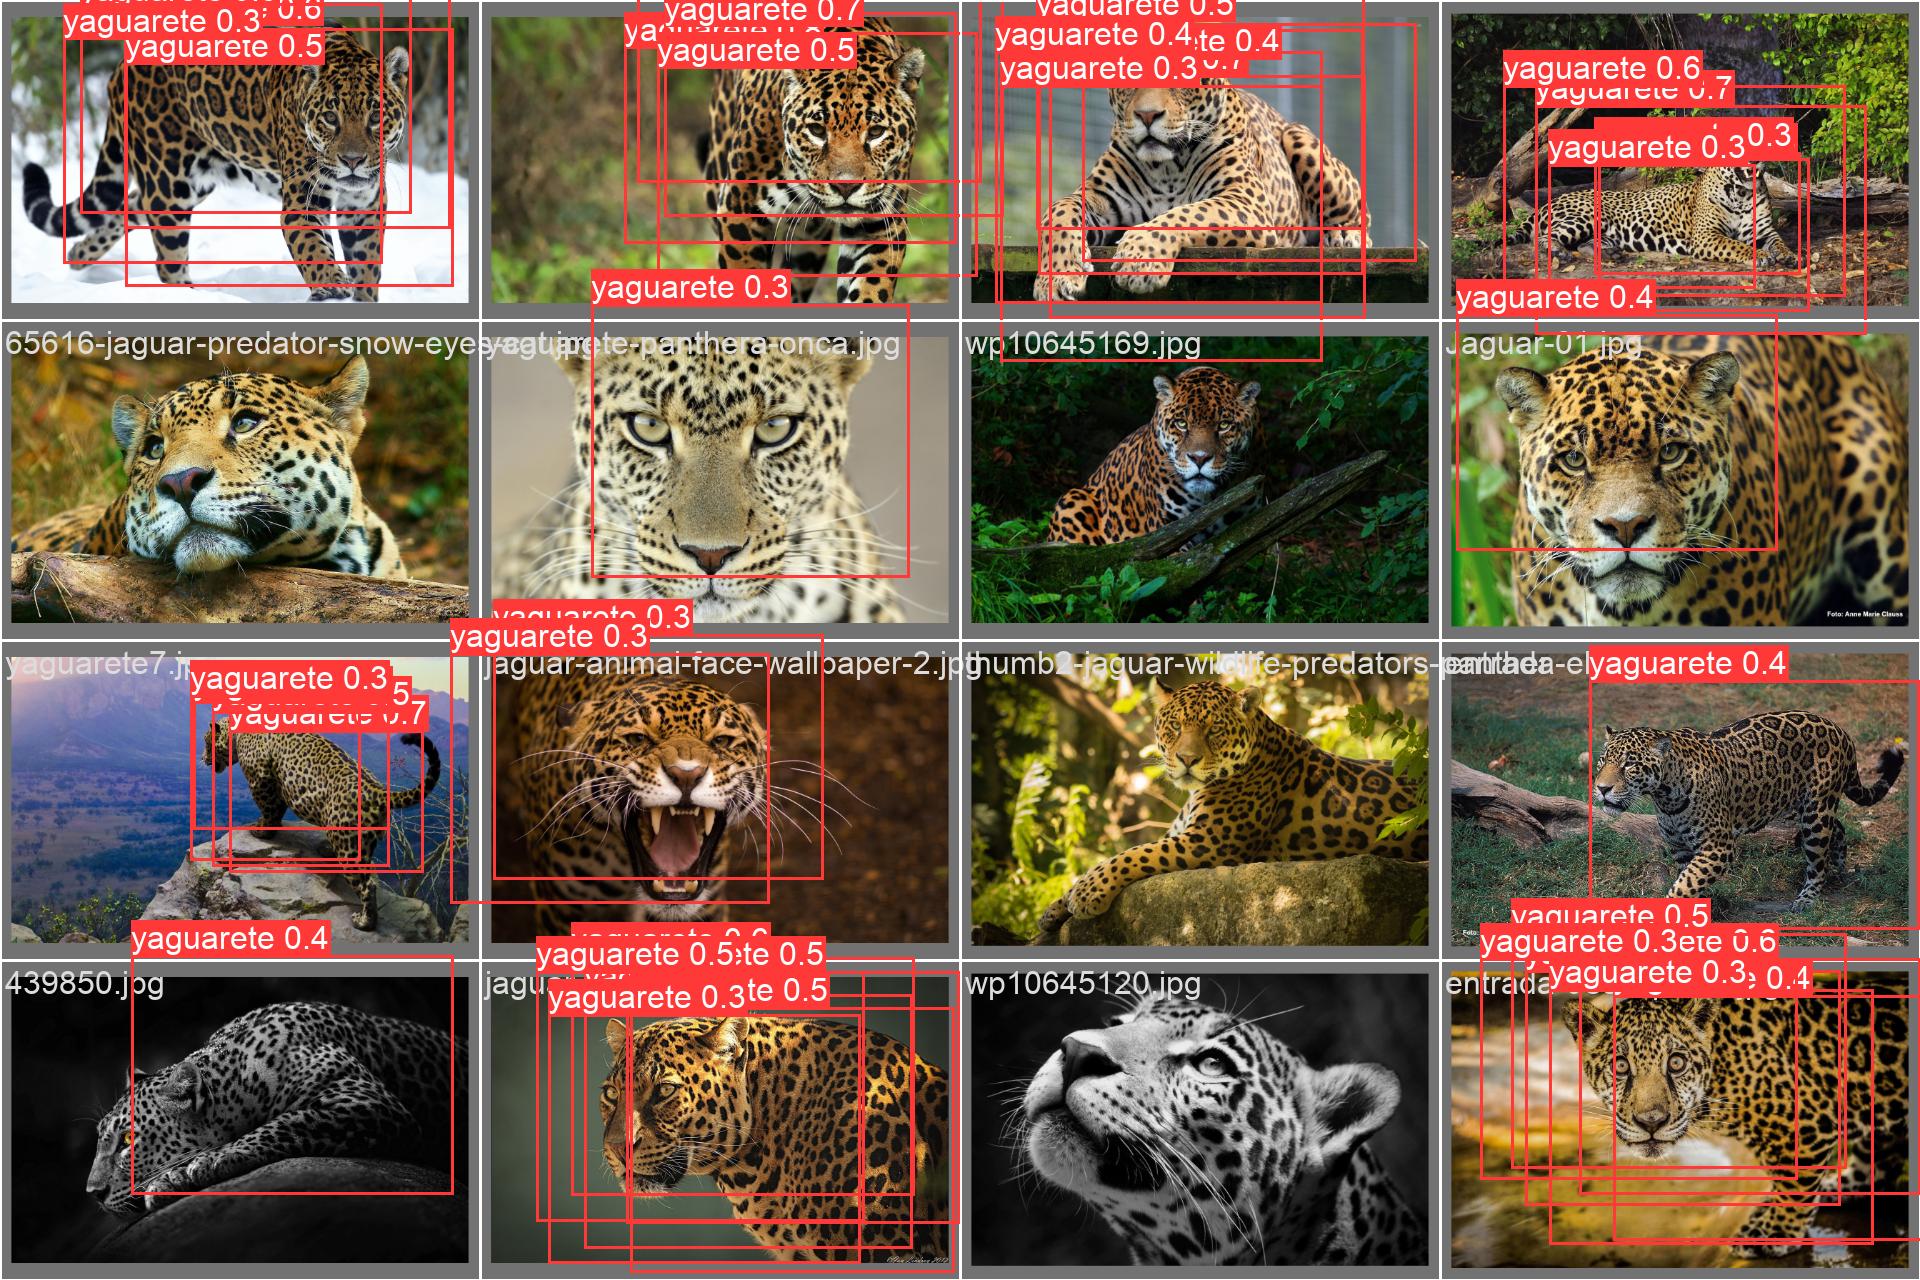 yaguarete 0.3
0.6
yaguarete 0.5
yaguarete 0.7
yaguarete 0.5
yaguarete 0.5
yaguarete 0.4
te 0.4
yaguarete 0.3
0.7
yaguarete 0.6
yaguarete 0.7
0.3
yaguarete 0.3
yaguarete 0.3
yaguarete 0.4
65616-jaguar-predator-snow-eyes
yaguarete-panthera-onca.jpg
wp10645169.jpg
Jaguar-01.jpg
Foto: Anne Marie Clauss
yaguarete 0.3
yaguarete 0.3
yaguarete7.j
yaguarete 0.3
5
yaguarete 0.7
jaguar-animal-face-wallpaper-2.jpg
thumb2-jaguar-wildlife-predators-
yaguarete 0.4
yaguarete 0.4
yaguarete 0.5
yaguarete 0.5
ete 0.5
yaguarete 0.3
ete 0.6
439850.jpg
jagu
yaguarete 0.3
te 0.5
wp10645120.jpg
entrada
yaguarete 0.3
0.4